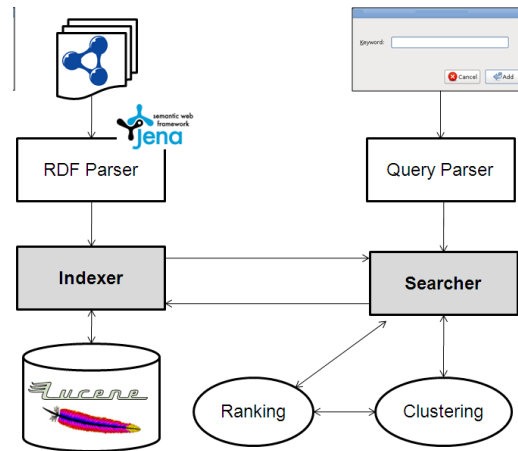 Keyword:
Cancel
Add
semantic web
framework
jena
RDF Parser
Query Parser
Indexer
Searcher
Lucene
Ranking
Clustering